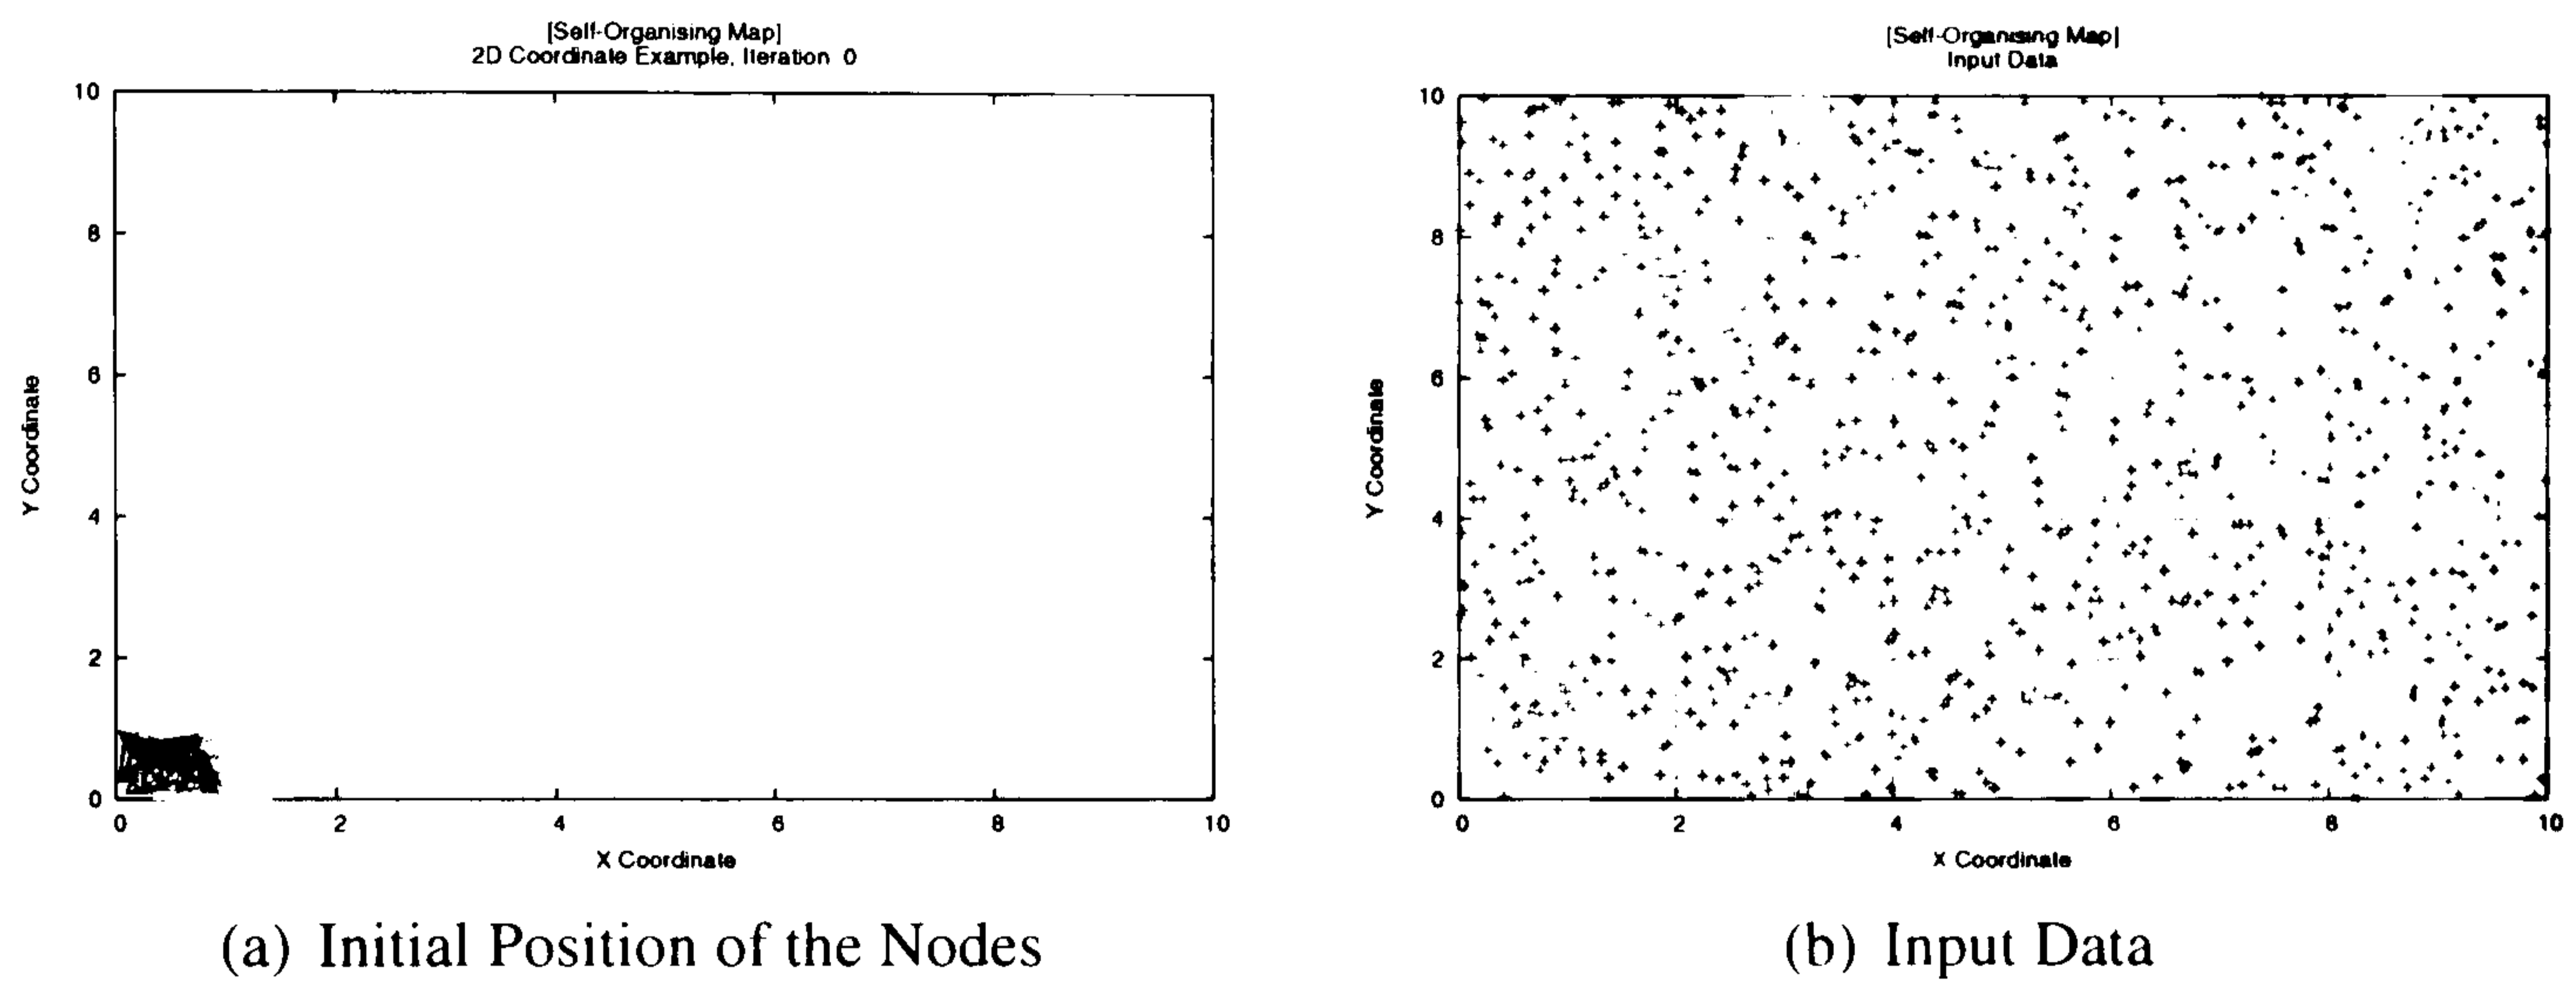 [Self-Organising Map]
2D Coordinate Example, Iteration 0
10
8
6
4
2
0
Y Coordinate
0 2 4 6 8 10
X Coordinate
(a) Initial Position of the Nodes
[Self-Organising Map]
Input Data
10
8
6
4
2
0
Y Coordinate
0 2 4 6 8 10
X Coordinate
(b) Input Data